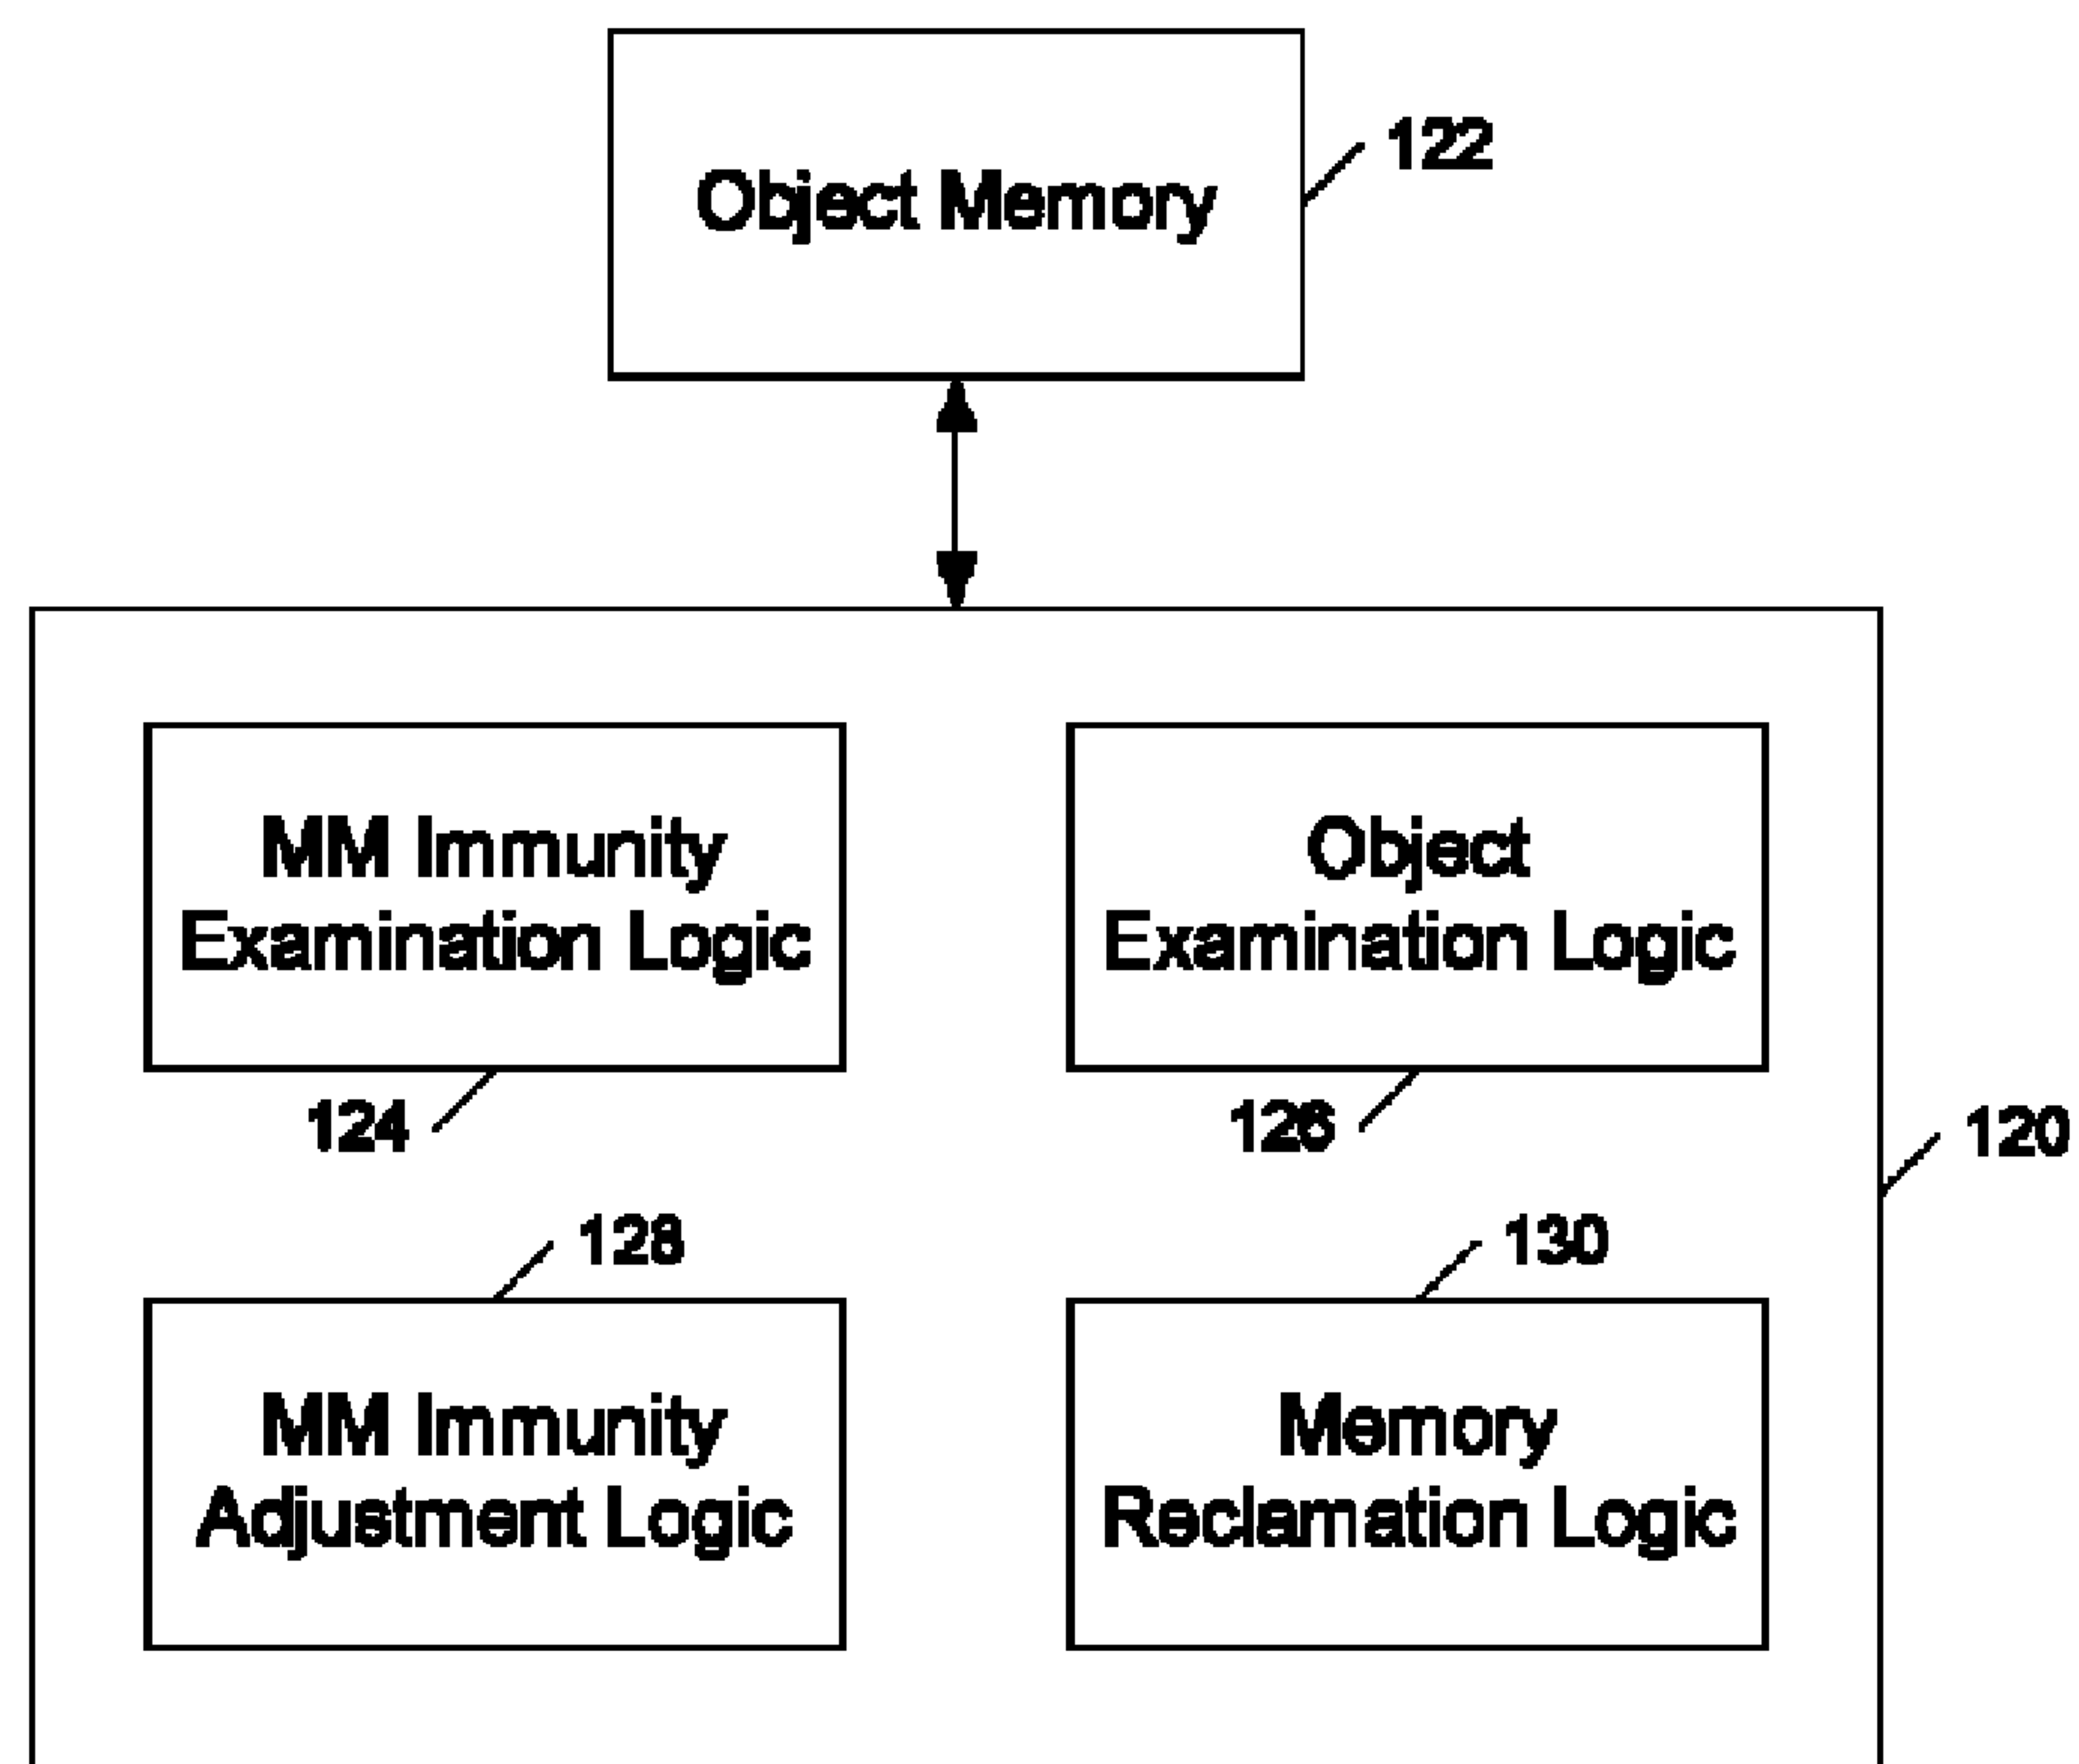 Object Memory
122
MM Immunity
Examination Logic
Object
Examination Logic
124
126
120
128
130
MM Immunity
Adjustment Logic
Memory
Reclamation Logic